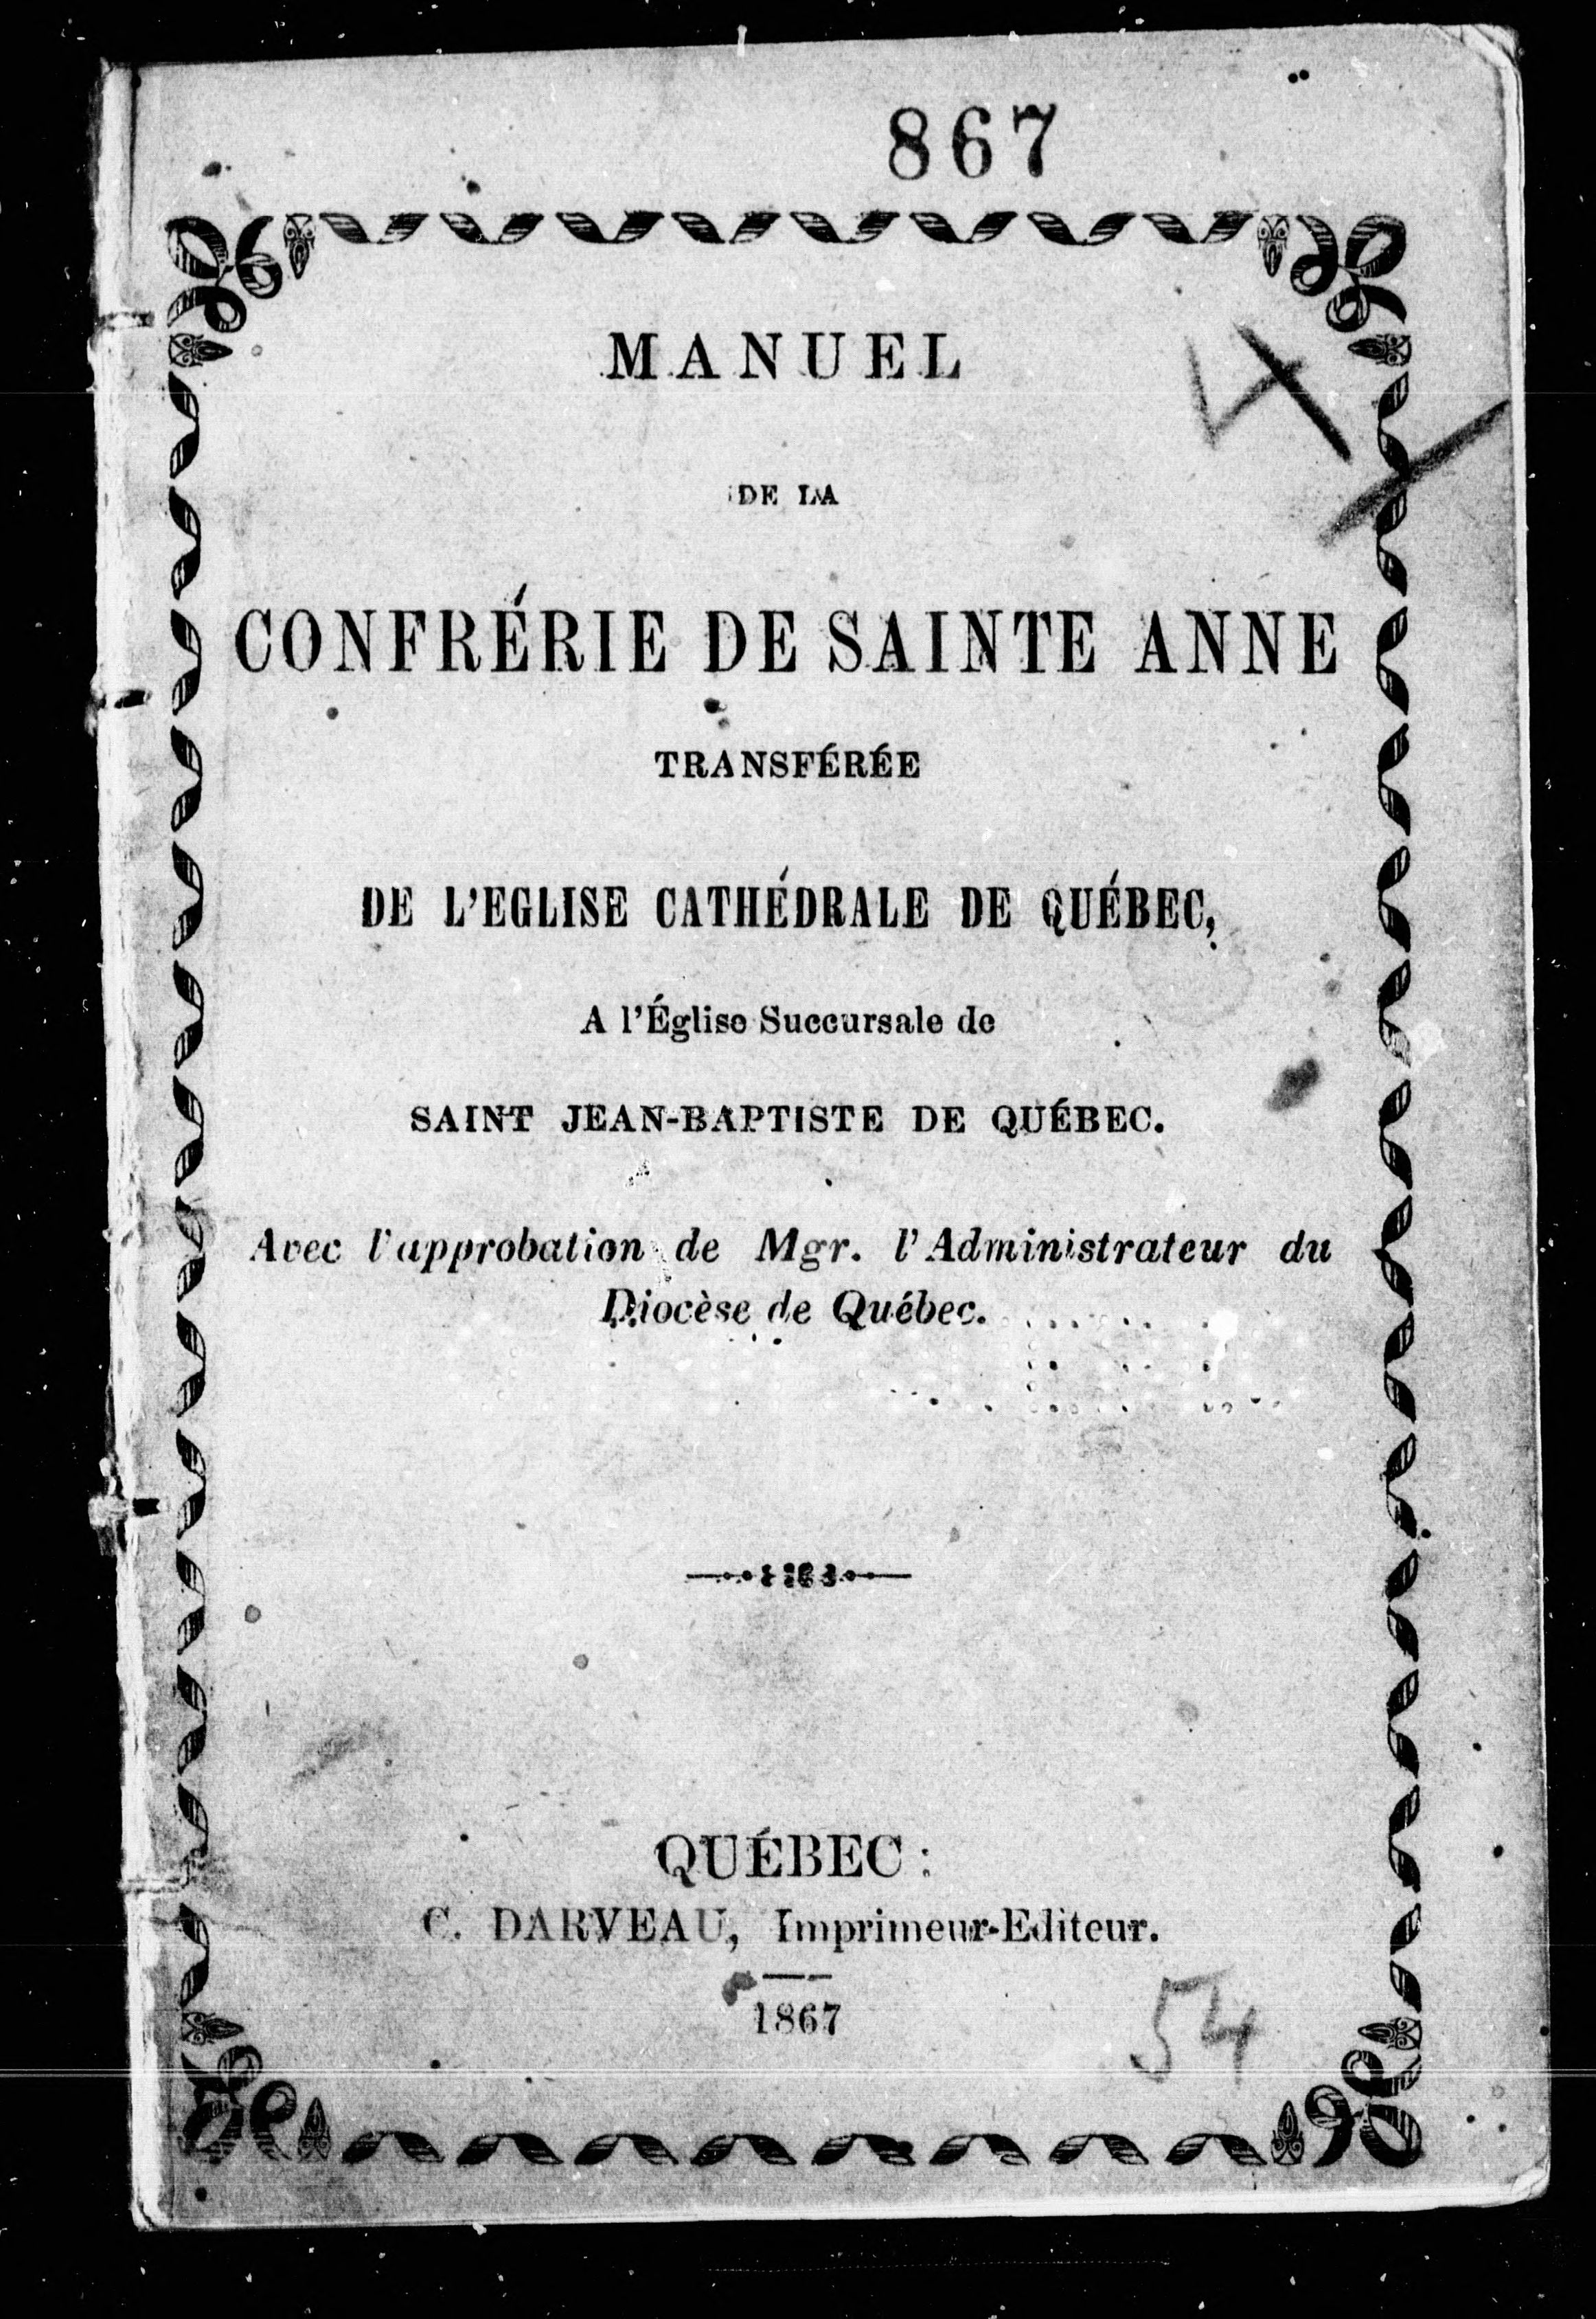 867
MANUEL
DE LA
CONFRÉRIE DE SAINTE ANNE
TRANSFÉRÉE
DE L'EGLISE CATHÉDRALE DE QUÉBEC,
A l'Église Succursale de
SAINT JEAN-BAPTISTE DE QUÉBEC.
Avec l'approbation de Mgr. l'Administrateur du
Diocèse de Québec.
QUÉBEC:
C. DARVEAU, Imprimeur-Editeur.
1867
54